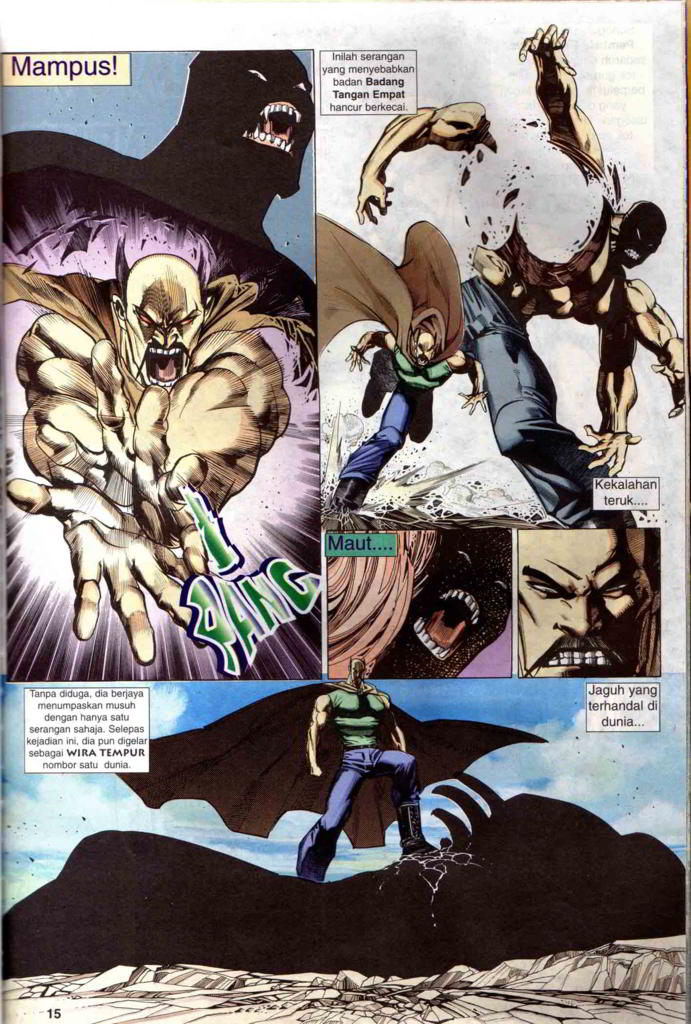 Mampus!
Inilah serangan
yang menyebabkan
badan Badang
Tangan Empat
hancur berkecai.
PANG
Kekalahan
teruk....
Maut....
Tanpa diduga, dia berjaya
menumpaskan musuh
dengan hanya satu
serangan sahaja. Selepas
kejadian ini, dia pun digelar
sebagai WIRA TEMPUR
nombor satu dunia.
Jaguh yang
terhandal di
dunia...
15